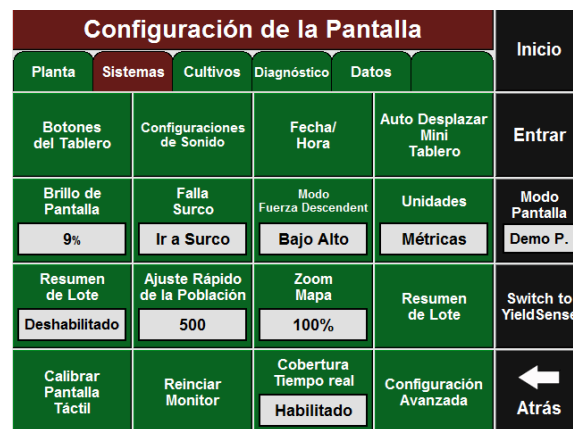 Configuración de la Pantalla
Inicio
Planta
Sistemas
Cultivos
Diagnóstico
Datos
Botones
del Tablero
Configuraciones
de Sonido
Fecha/
Hora
Auto Desplazar
Mini
Tablero
Entrar
Brillo de
Pantalla
9%
Falla
Surco
Ir a Surco
Modo
Fuerza Descendent
Bajo Alto
Unidades
Métricas
Modo
Pantalla
Demo P.
Resumen
de Lote
Deshabilitado
Ajuste Rápido
de la Población
500
Zoom
Mapa
100%
Resumen
de Lote
Switch to
YieldSense
Calibrar
Pantalla
Táctil
Reinciar
Monitor
Cobertura
Tiempo real
Habilitado
Configuración
Avanzada
Atrás